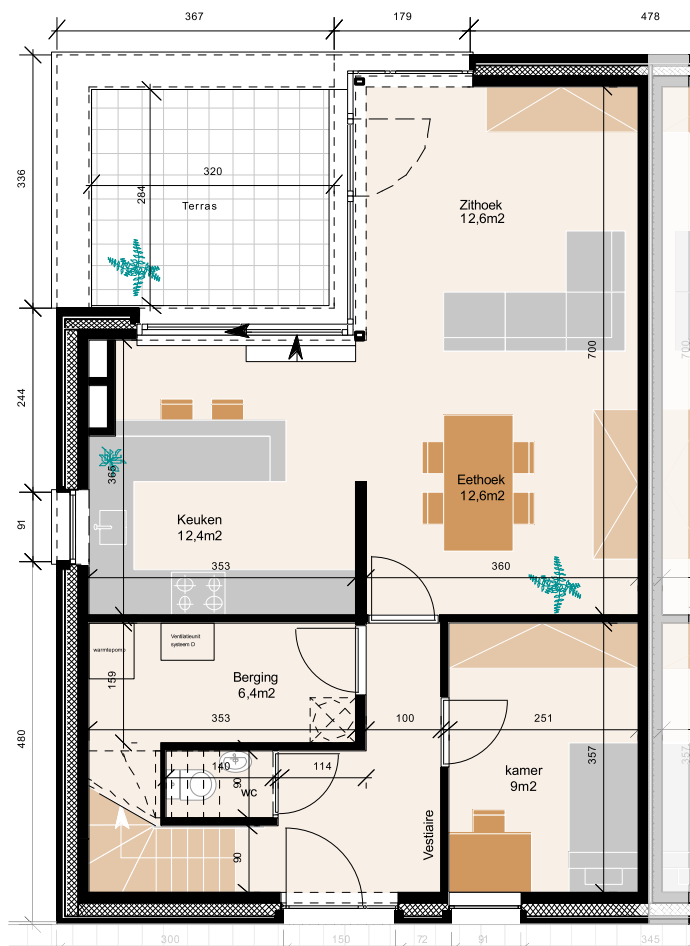 367
179
478
336
320
284
Terras
Zithoek
12,6m2
700
700
244
365
Eethoek
12,6m2
91
Keuken
12,4m2
353
360
Ventilatieunit
systeem D
warmtepomp
159
Berging
6,4m2
480
353
100
251
357
357
140
114
90
wc
kamer
9m2
Vestiaire
90
300
150
72
91
345